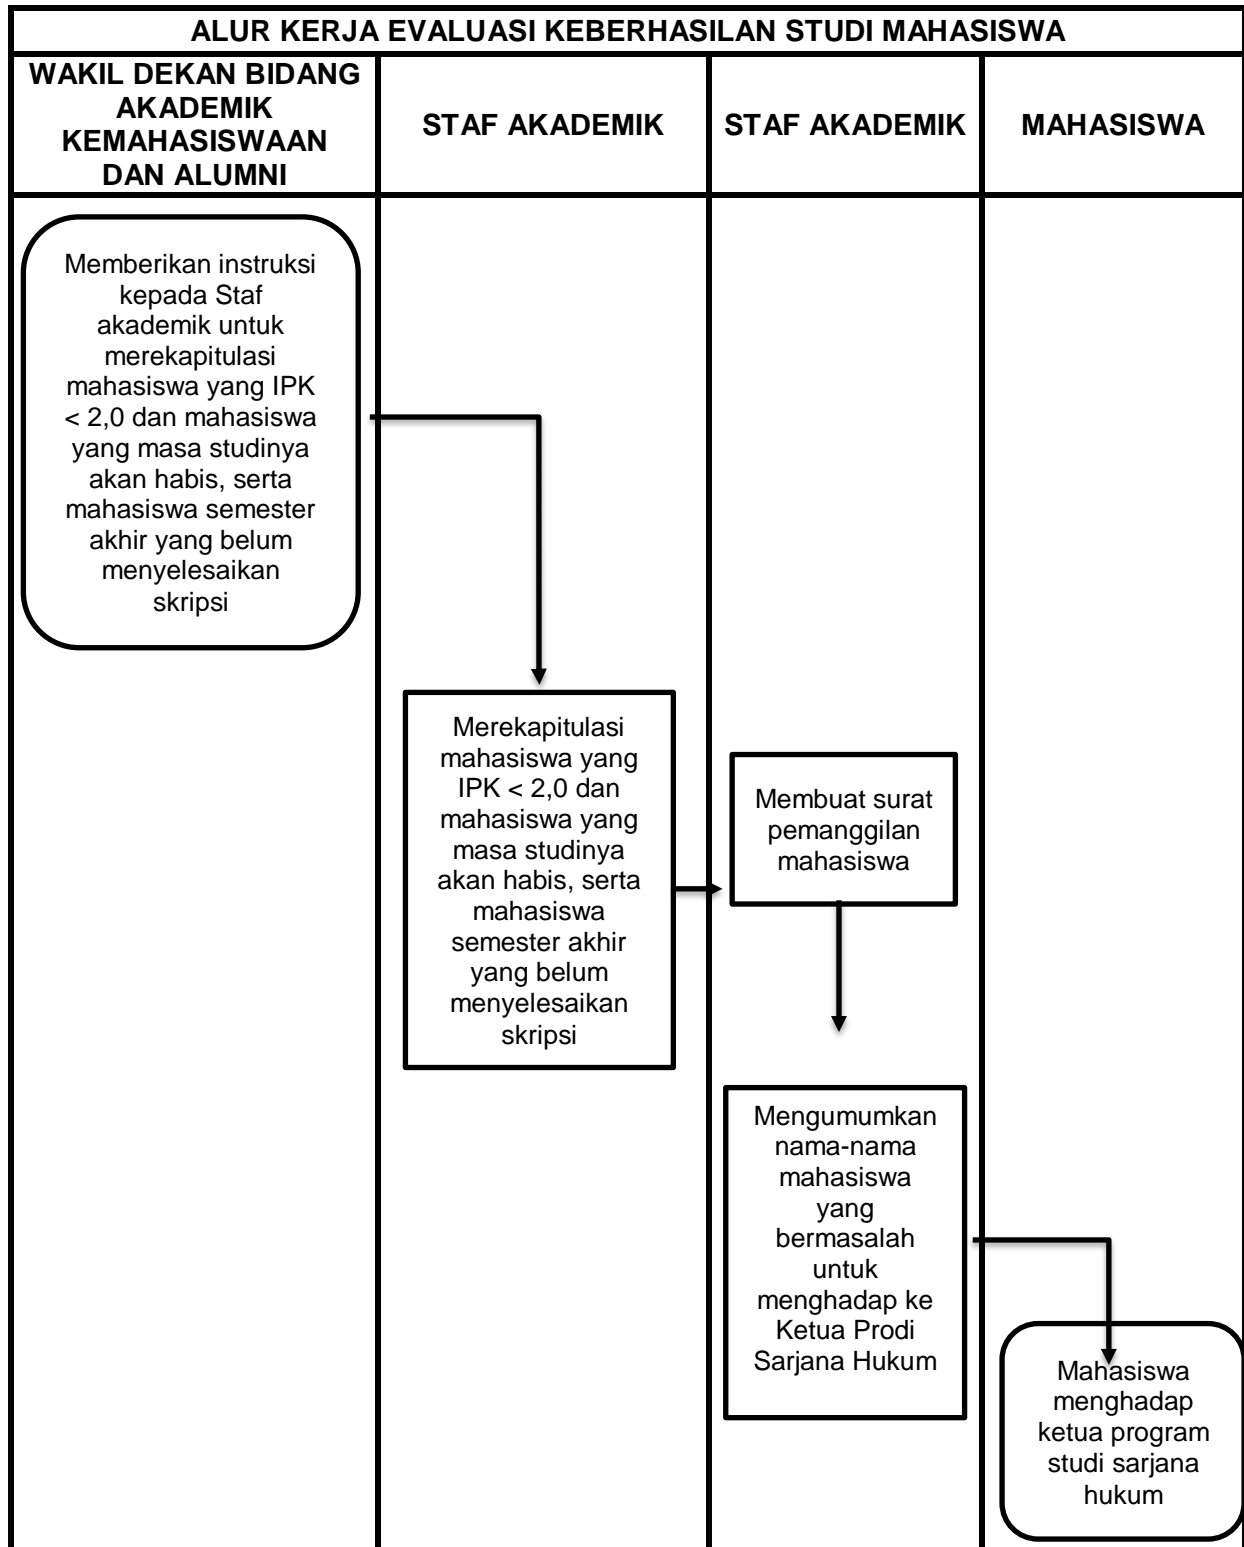 ALUR KERJA EVALUASI KEBERHASILAN STUDI MAHASISWA
WAKIL DEKAN BIDANG
AKADEMIK
KEMAHASISWAAN
DAN ALUMNI
STAF AKADEMIK
STAF AKADEMIK
MAHASISWA
Memberikan instruksi
kepada Staf
akademik untuk
merekapitulasi
mahasiswa yang IPK
< 2,0 dan mahasiswa
yang masa studinya
akan habis, serta
mahasiswa semester
akhir yang belum
menyelesaikan
skripsi
Merekapitulasi
mahasiswa yang
IPK < 2,0 dan
mahasiswa yang
masa studinya
akan habis, serta
mahasiswa
semester akhir
yang belum
menyelesaikan
skripsi
Membuat surat
pemanggilan
mahasiswa
Mengumumkan
nama-nama
mahasiswa
yang
bermasalah
untuk
menghadap ke
Ketua Prodi
Sarjana Hukum
Mahasiswa
menghadap
ketua program
studi sarjana
hukum